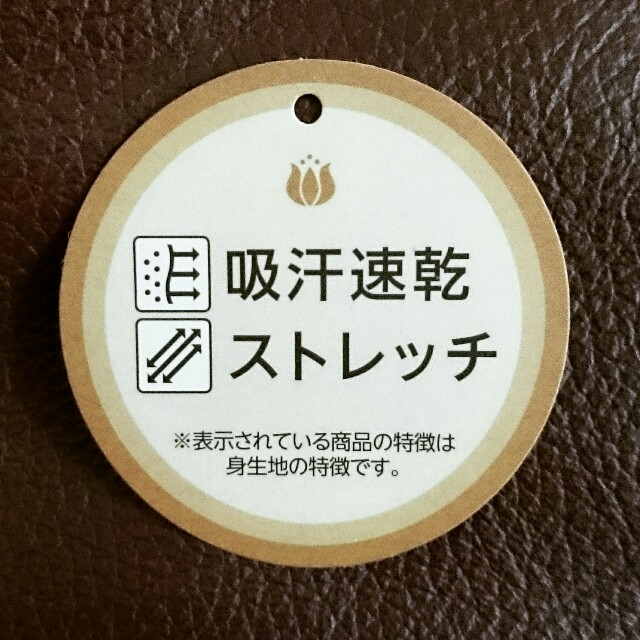 吸汗速乾
ストレッチ
※表示されている商品の特徴は
身生地の特徴です。